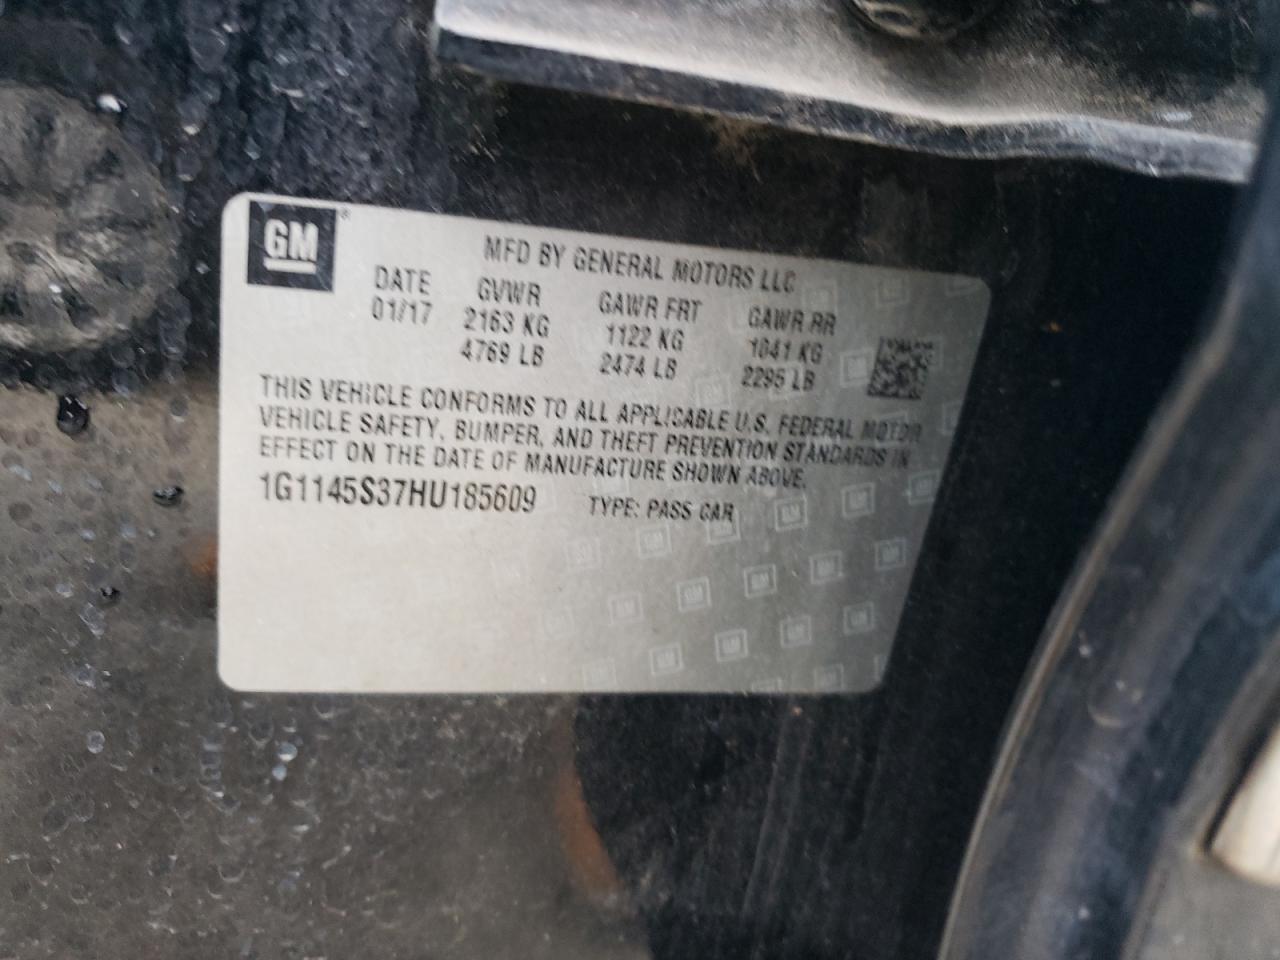 GM ®
MFD BY GENERAL MOTORS LLC
DATE GVWR GAWR FRT GAWR RR
01/17 2163 KG 1122 KG 1041 KG
4769 LB 2474 LB 2295 LB
THIS VEHICLE CONFORMS TO ALL APPLICABLE U.S. FEDERAL MOTOR
VEHICLE SAFETY, BUMPER, AND THEFT PREVENTION STANDARDS IN
EFFECT ON THE DATE OF MANUFACTURE SHOWN ABOVE.
1G1145S37HU185609 TYPE: PASS CAR